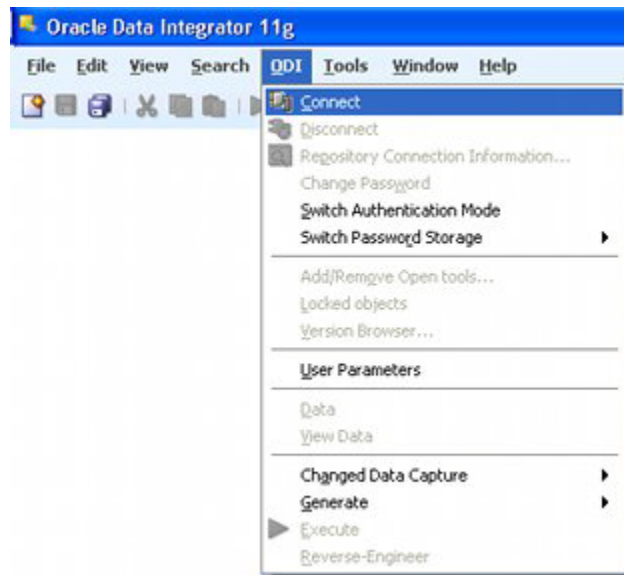 Oracle Data Integrator 11g
File Edit View Search ODI Tools Window Help
Connect
Disconnect
Repository Connection Information...
Change Password
Switch Authentication Mode
Switch Password Storage
Add/Remove Open tools...
Locked objects
Version Browser...
User Parameters
Data
View Data
Changed Data Capture
Generate
Execute
Reverse-Engineer